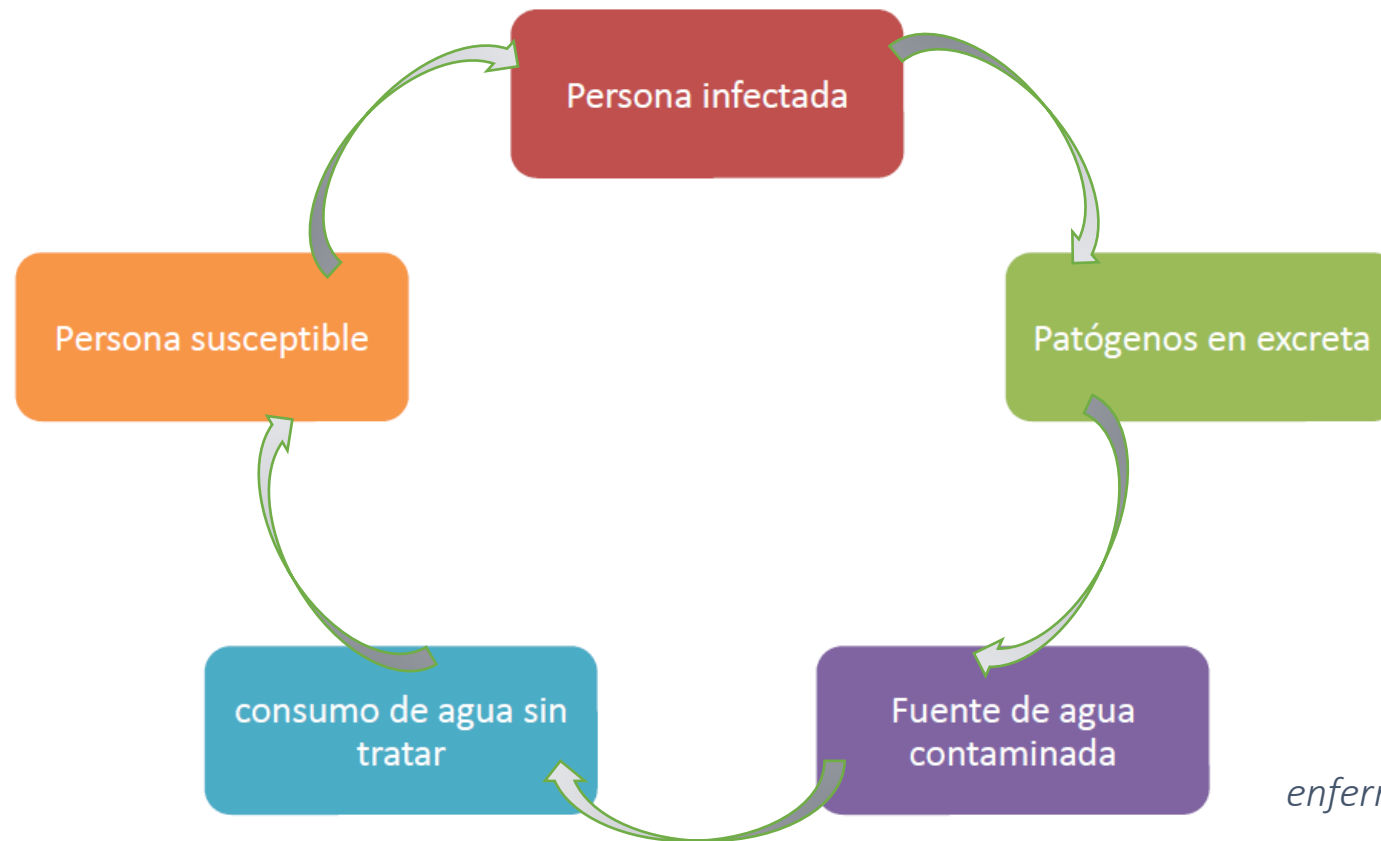 Persona infectada
Persona susceptible
Patógenos en excreta
consumo de agua sin
tratar
Fuente de agua
contaminada